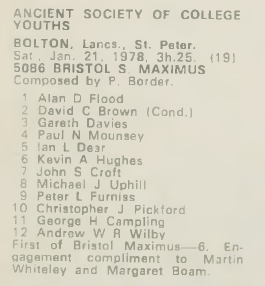 ANCIENT SOCIETY OF COLLEGE
YOUTHS
BOLTON, Lancs., St. Peter.
Sat., Jan. 21, 1978, 3h.25. (19)
5086 BRISTOL S. MAXIMUS
Composed by P. Border.
1 Alan D Flood
2 David C Brown (Cond.)
3 Gareth Davies
4 Paul N Mounsey
5 Ian L Dear
6 Kevin A Hughes
7 John S Croft
8 Michael J Uphill
9 Peter L Furniss
10 Christopher J Pickford
11 George H Campling
12 Andrew W R Wilby
First of Bristol Maximus—6. En-
gagement compliment to Martin
Whiteley and Margaret Boam.